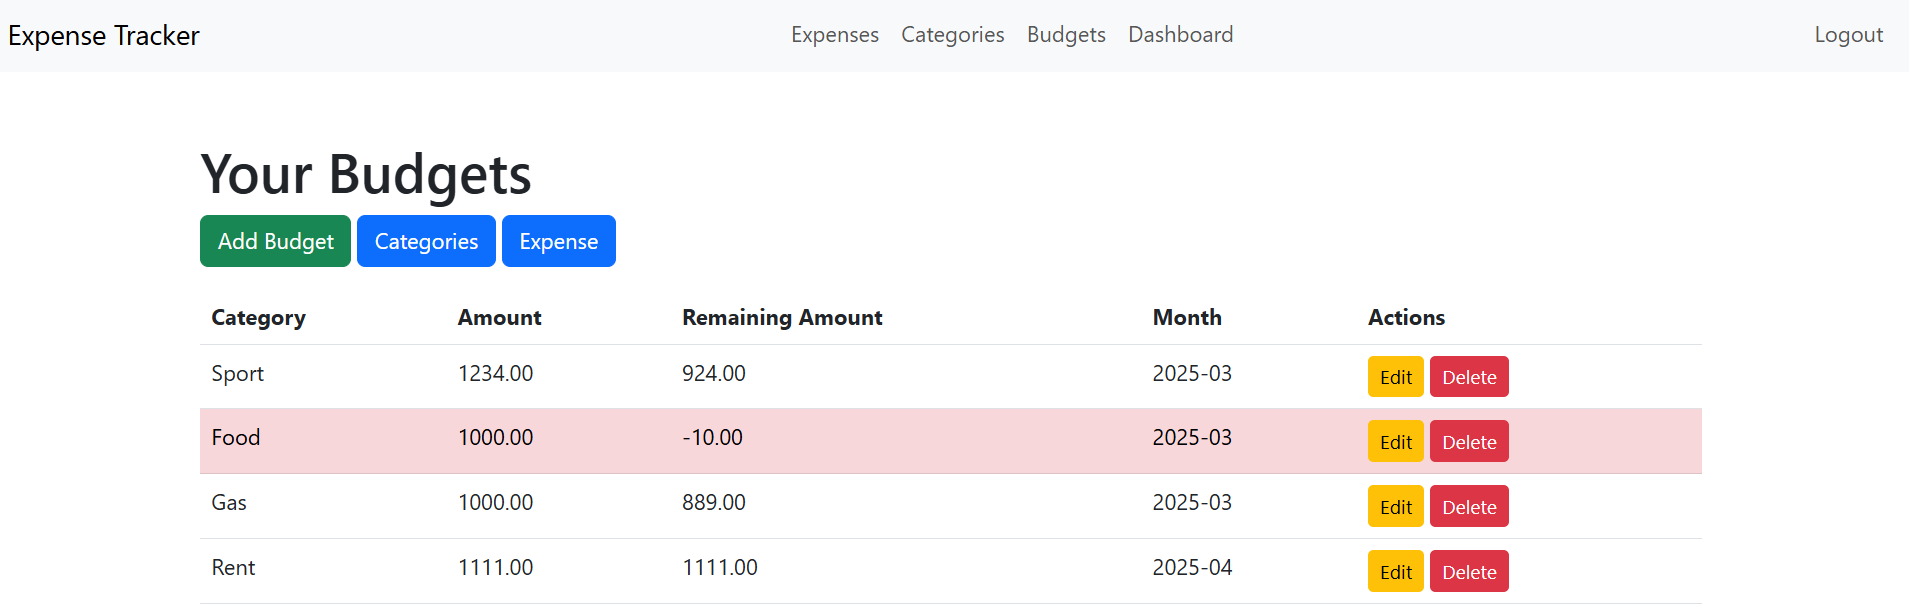 Expense Tracker Expenses Categories Budgets Dashboard Logout
Your Budgets
Add Budget Categories Expense
Category Amount Remaining Amount Month Actions
Sport 1234.00 924.00 2025-03 Edit Delete
Food 1000.00 -10.00 2025-03 Edit Delete
Gas 1000.00 889.00 2025-03 Edit Delete
Rent 1111.00 1111.00 2025-04 Edit Delete